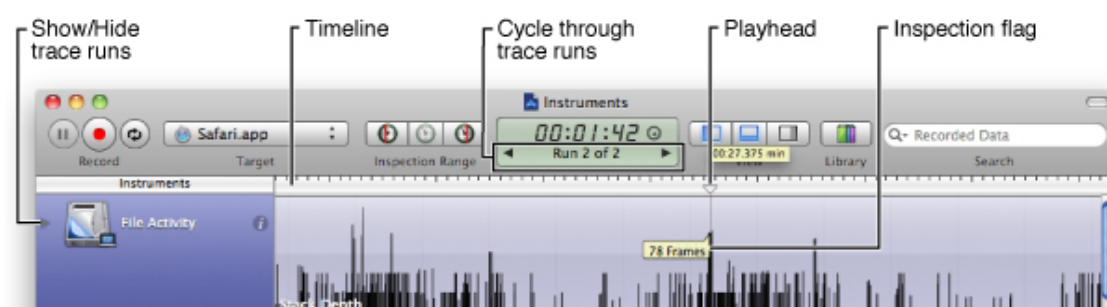 Show/Hide
trace runs
Timeline
Cycle through
trace runs
Playhead
Inspection flag
Instruments
00:01:42
Safari.app
Run 2 of 2
Recorded Data
00:27.375 min
Record
Target
Inspection Range
View
Library
Search
Instruments
File Activity
78 Frames
Stack Depth